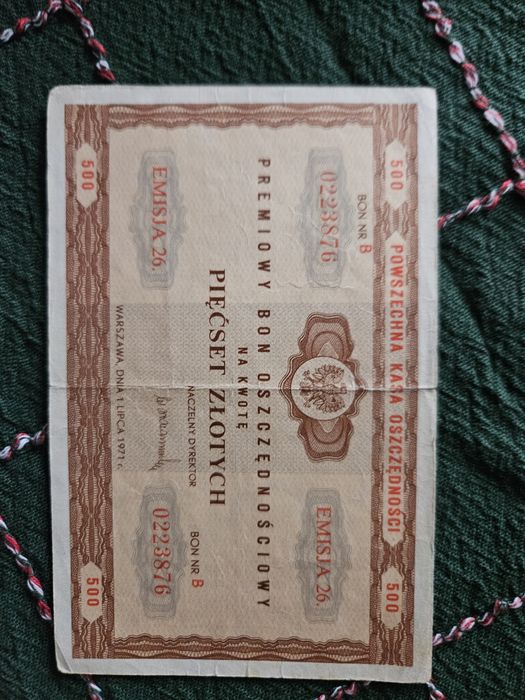 500 POWSZECHNA KASA OSZCZĘDNOŚCI 500
BON NR B
0223876
EMISJA 26.
PREMIOWY BON OSZCZĘDNOŚCIOWY
NA KWOTĘ
PIĘĆSET ZŁOTYCH
EMISJA 26.
NACZELNY DYREKTOR
BON NR B
0223876
WARSZAWA, DNIA 1 LIPCA 1971 r.
500 500